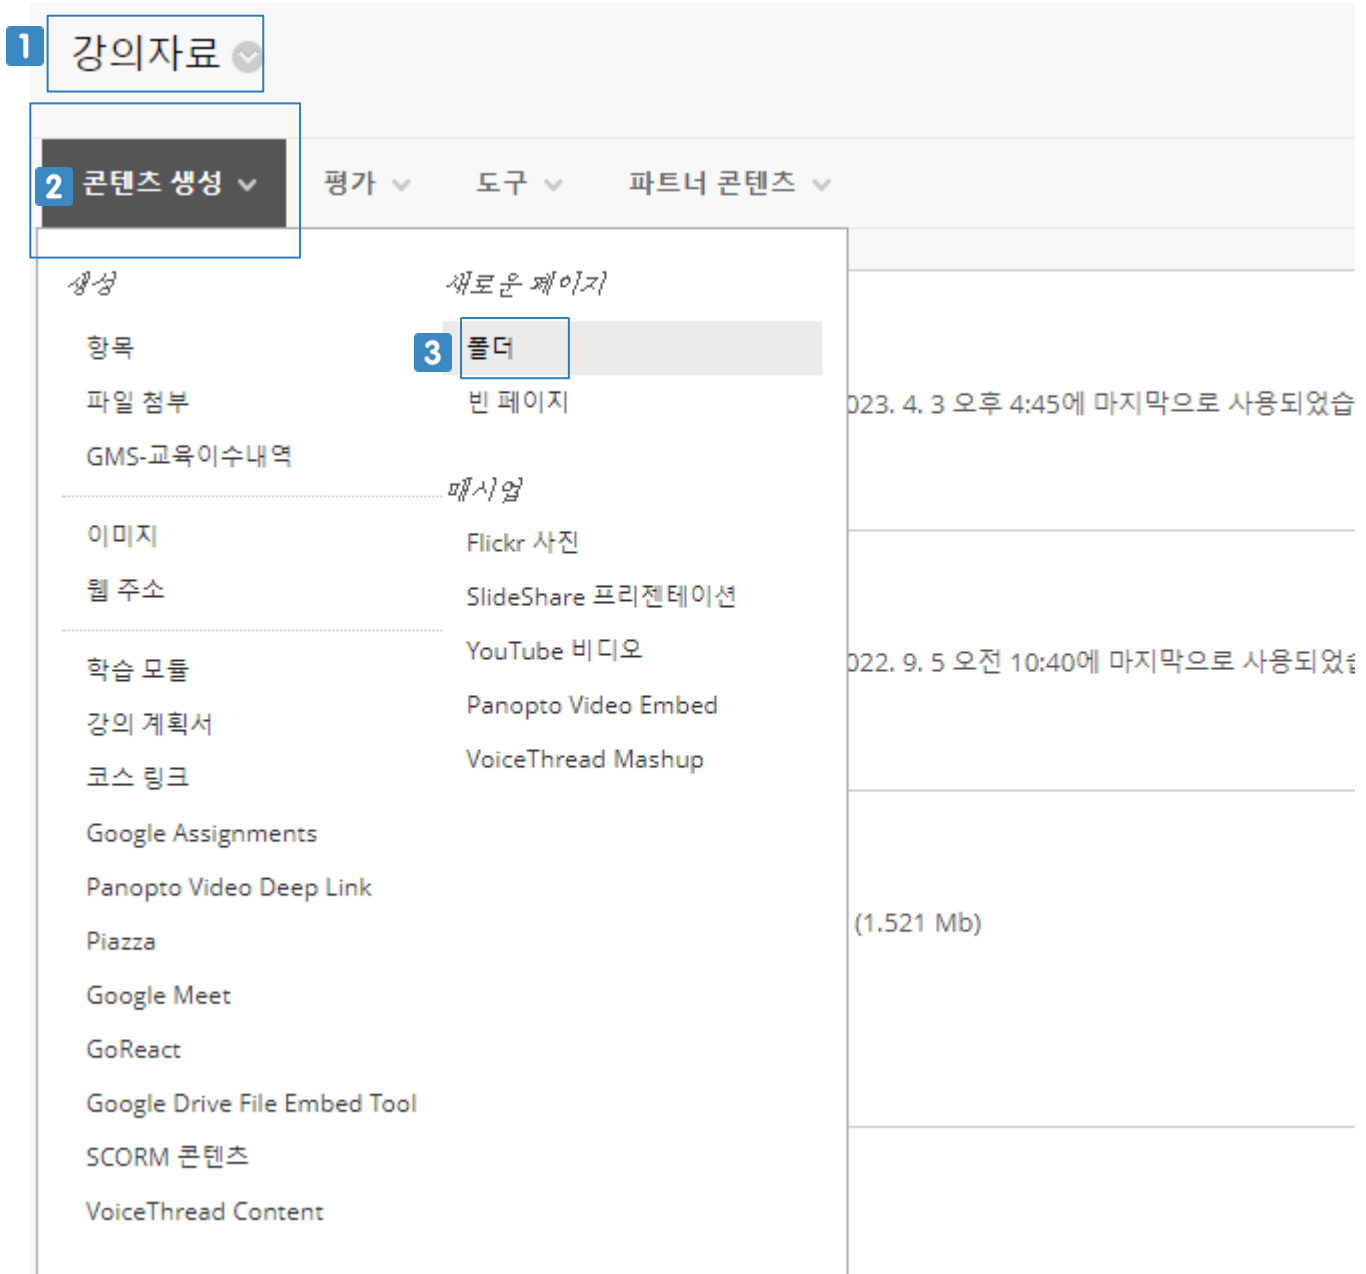 1 강의자료
2 콘텐츠 생성 평가 도구 파트너 콘텐츠
생성
항목
파일 첨부
GMS-교육이수내역
이미지
웹 주소
학습 모듈
강의 계획서
코스 링크
Google Assignments
Panopto Video Deep Link
Piazza
Google Meet
GoReact
Google Drive File Embed Tool
SCORM 콘텐츠
VoiceThread Content
새로운 페이지
3 폴더
빈 페이지
매시업
Flickr 사진
SlideShare 프리젠테이션
YouTube 비디오
Panopto Video Embed
VoiceThread Mashup
023. 4. 3 오후 4:45에 마지막으로 사용되었습
022. 9. 5 오전 10:40에 마지막으로 사용되었습
(1.521 Mb)